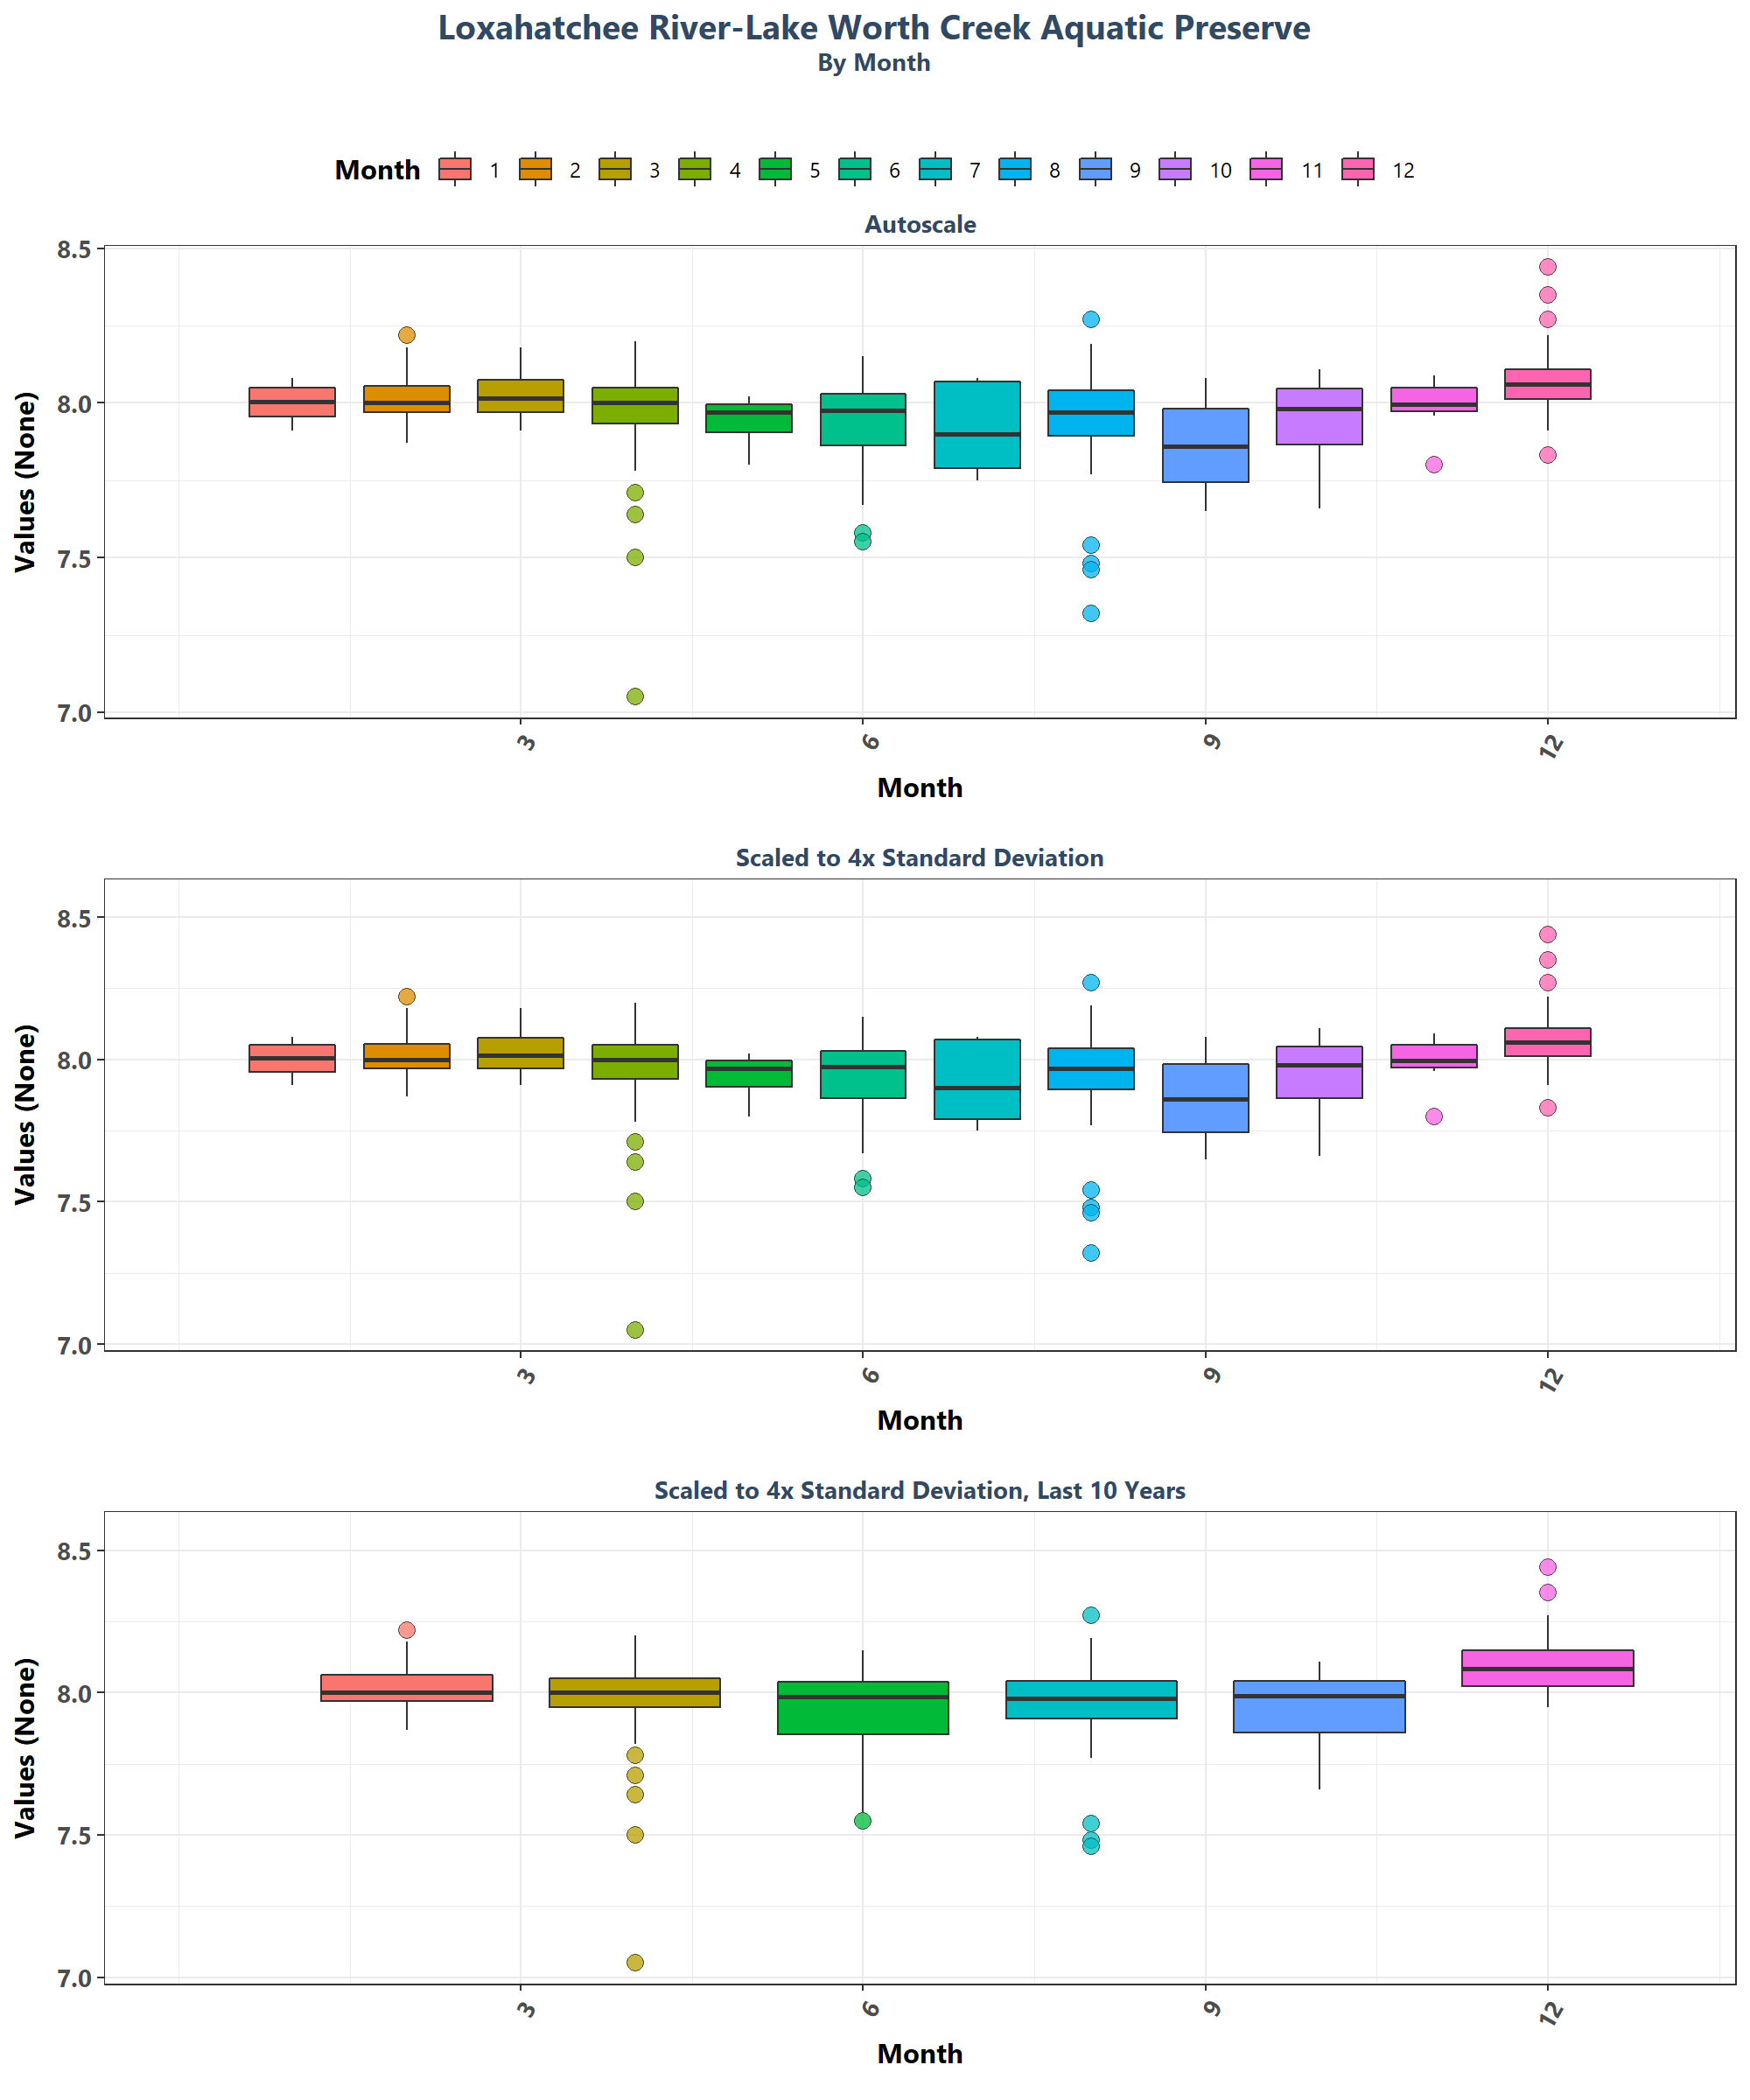 Loxahatchee River-Lake Worth Creek Aquatic Preserve
By Month
Month 1 2 3 4 5 6 7 8 9 10 11 12
Autoscale
Values (None)
8.5
8.0
7.5
7.0
3 6 9 12
Month
Scaled to 4x Standard Deviation
Values (None)
8.5
8.0
7.5
7.0
3 6 9 12
Month
Scaled to 4x Standard Deviation, Last 10 Years
Values (None)
8.5
8.0
7.5
7.0
3 6 9 12
Month